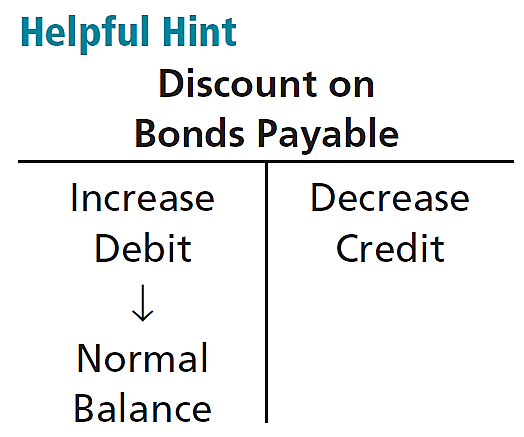 Helpful Hint
Discount on
Bonds Payable
Increase Decrease
Debit Credit
↓
Normal
Balance